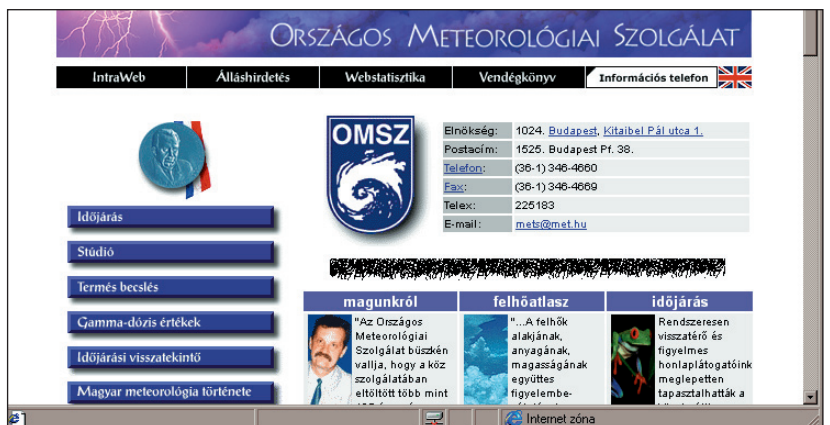 ORSZÁGOS METEOROLÓGIAI SZOLGÁLAT
IntraWeb Álláshirdetés Webstatisztika Vendégkönyv Információs telefon
OMSZ
Elnökség: 1024. Budapest, Kitaibel Pál utca 1.
Postacím: 1525. Budapest Pf. 38.
Telefon: (36-1) 346-4660
Fax: (36-1) 346-4669
Telex: 225183
E-mail: mets@met.hu
Időjárás
Stúdió
Termés becslés
Gamma-dózis értékek
Időjárási visszatekintő
Magyar meteorológia története
magunkról
"Az Országos
Meteorológiai
Szolgálat büszkén
vallja, hogy a köz
szolgálatában
eltöltött több mint
felhőatlasz
"...A felhők
alakjának,
anyagának,
magasságának
együttes
figyelembe-
időjárás
Rendszeresen
visszatérő és
figyelmes
honlaplátogatóink
meglepetten
tapasztalhatták a
Internet zóna